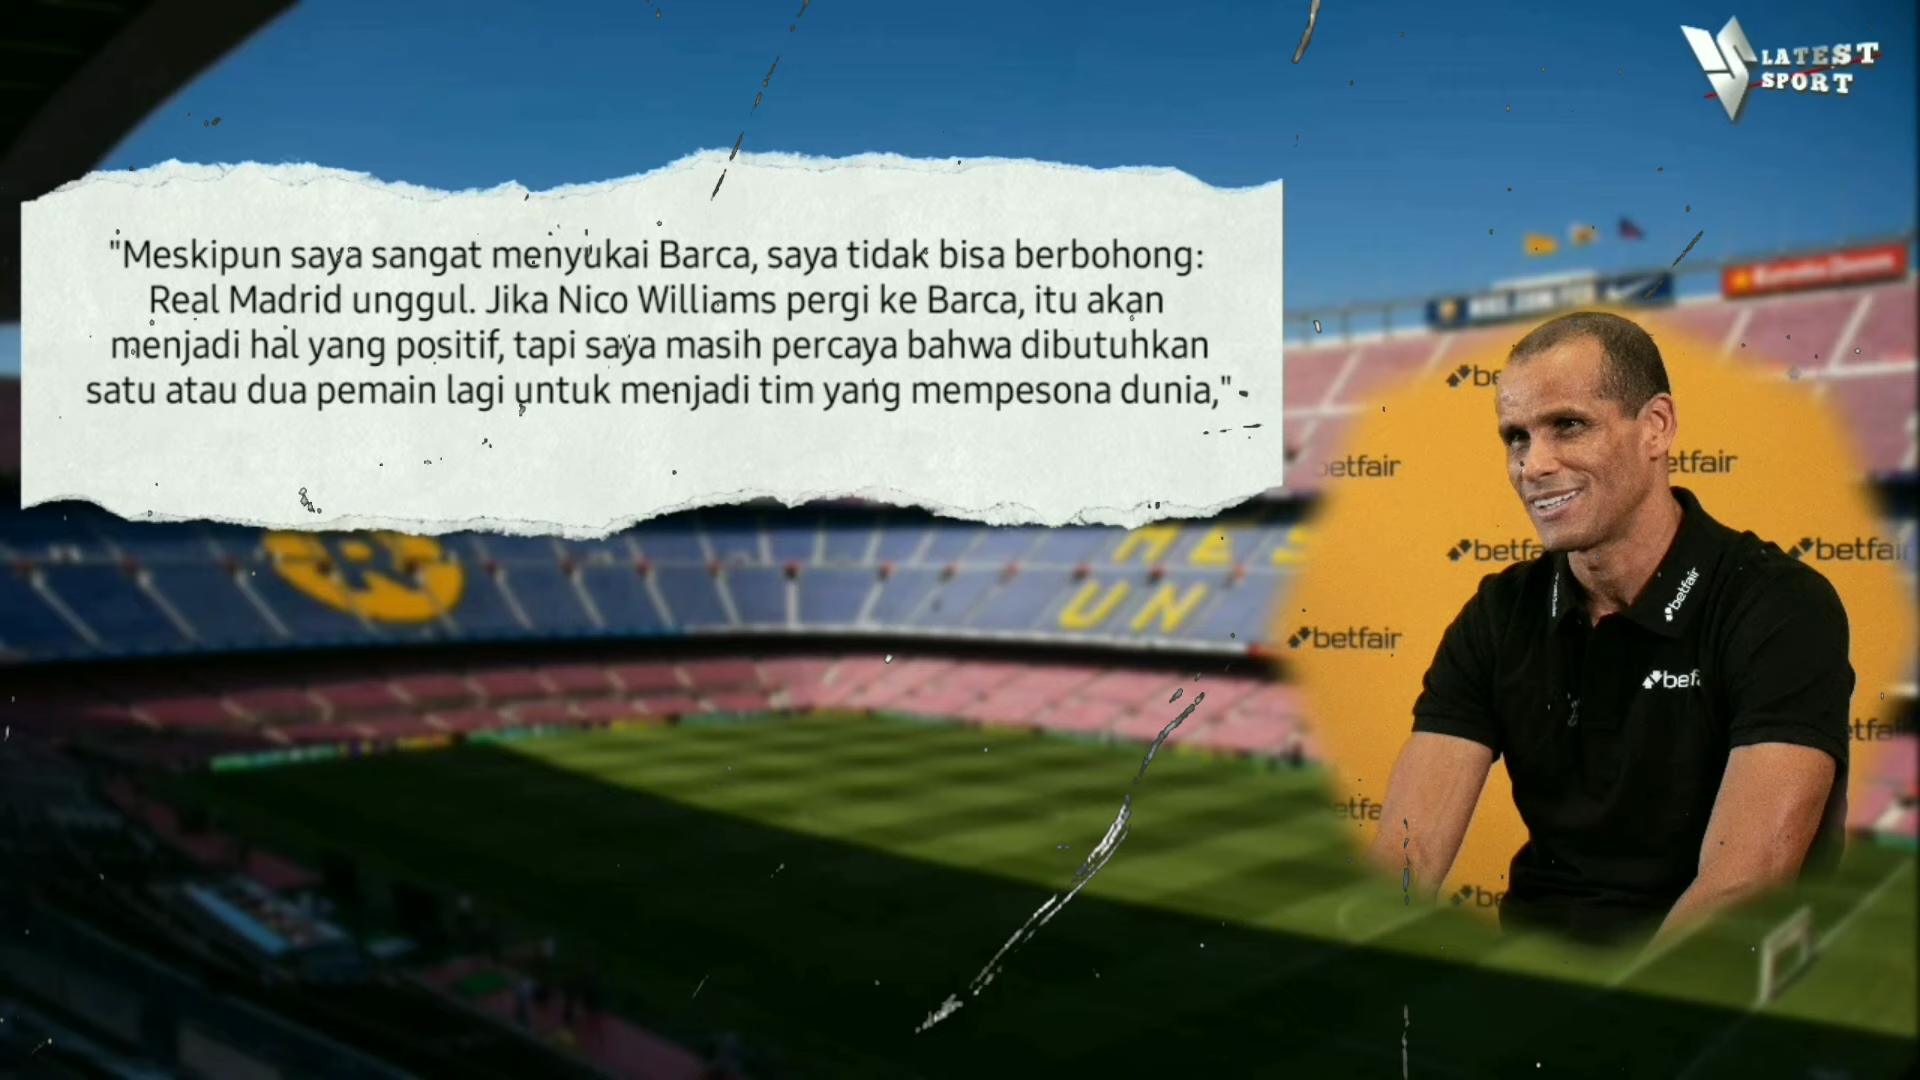 LATEST
SPORT
"Meskipun saya sangat menyukai Barca, saya tidak bisa berbohong:
Real Madrid unggul. Jika Nico Williams pergi ke Barca, itu akan
menjadi hal yang positif, tapi saya masih percaya bahwa dibutuhkan
satu atau dua pemain lagi untuk menjadi tim yang mempesona dunia,"
betfair
betfair
betfair
betfair
betfair